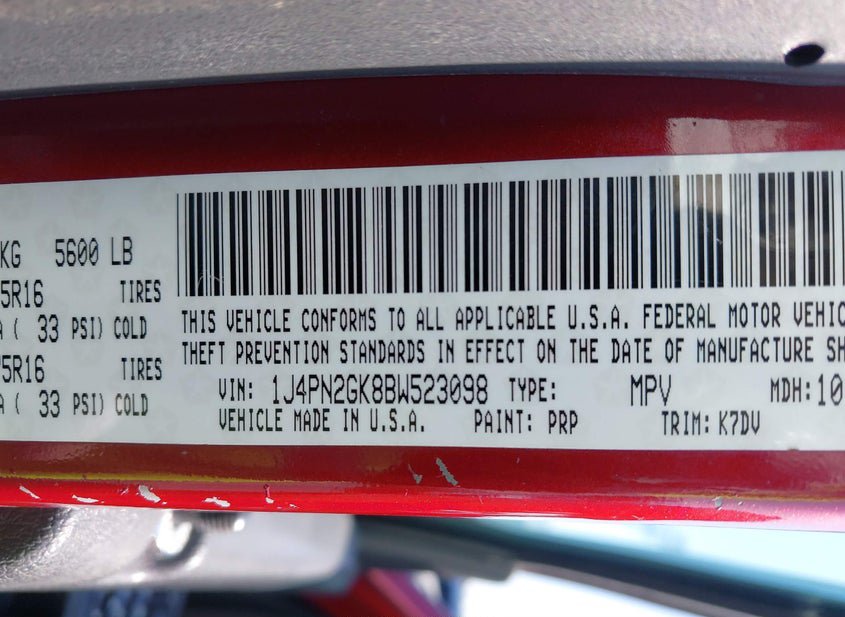 KG 5600 LB
5R16 TIRES
A ( 33 PSI) COLD
75R16 TIRES
A ( 33 PSI) COLD
THIS VEHICLE CONFORMS TO ALL APPLICABLE U.S.A. FEDERAL MOTOR VEHIC
THEFT PREVENTION STANDARDS IN EFFECT ON THE DATE OF MANUFACTURE SH
VIN: 1J4PN2GK8BW523098 TYPE: MPV MDH: 10
VEHICLE MADE IN U.S.A. PAINT: PRP TRIM: K7DV